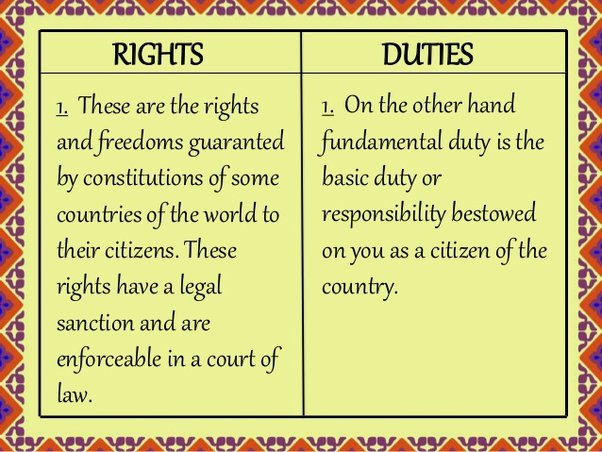 RIGHTS
DUTIES
1. These are the rights
and freedoms guaranted
by constitutions of some
countries of the world to
their citizens. These
rights have a legal
sanction and are
enforceable in a court of
law.
1. On the other hand
fundamental duty is the
basic duty or
responsibility bestowed
on you as a citizen of the
country.